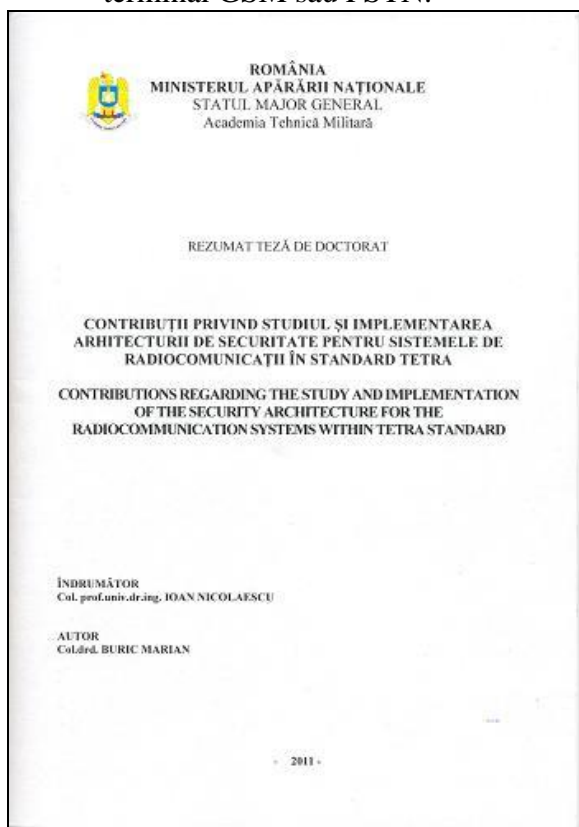 terminal GSM sau PSTN.
ROMÂNIA
MINISTERUL APĂRĂRII NAȚIONALE
STATUL MAJOR GENERAL
Academia Tehnică Militară
REZUMAT TEZĂ DE DOCTORAT
CONTRIBUȚII PRIVIND STUDIUL ȘI IMPLEMENTAREA
ARHITECTURII DE SECURITATE PENTRU SISTEMELE DE
RADIOCOMUNICAȚII ÎN STANDARD TETRA
CONTRIBUTIONS REGARDING THE STUDY AND IMPLEMENTATION
OF THE SECURITY ARCHITECTURE FOR THE
RADIOCOMMUNICATION SYSTEMS WITHIN TETRA STANDARD
ÎNDRUMĂTOR
Col. prof.univ.dr.ing. IOAN NICOLAESCU
AUTOR
Col.drd. BURIC MARIAN
- 2011 -